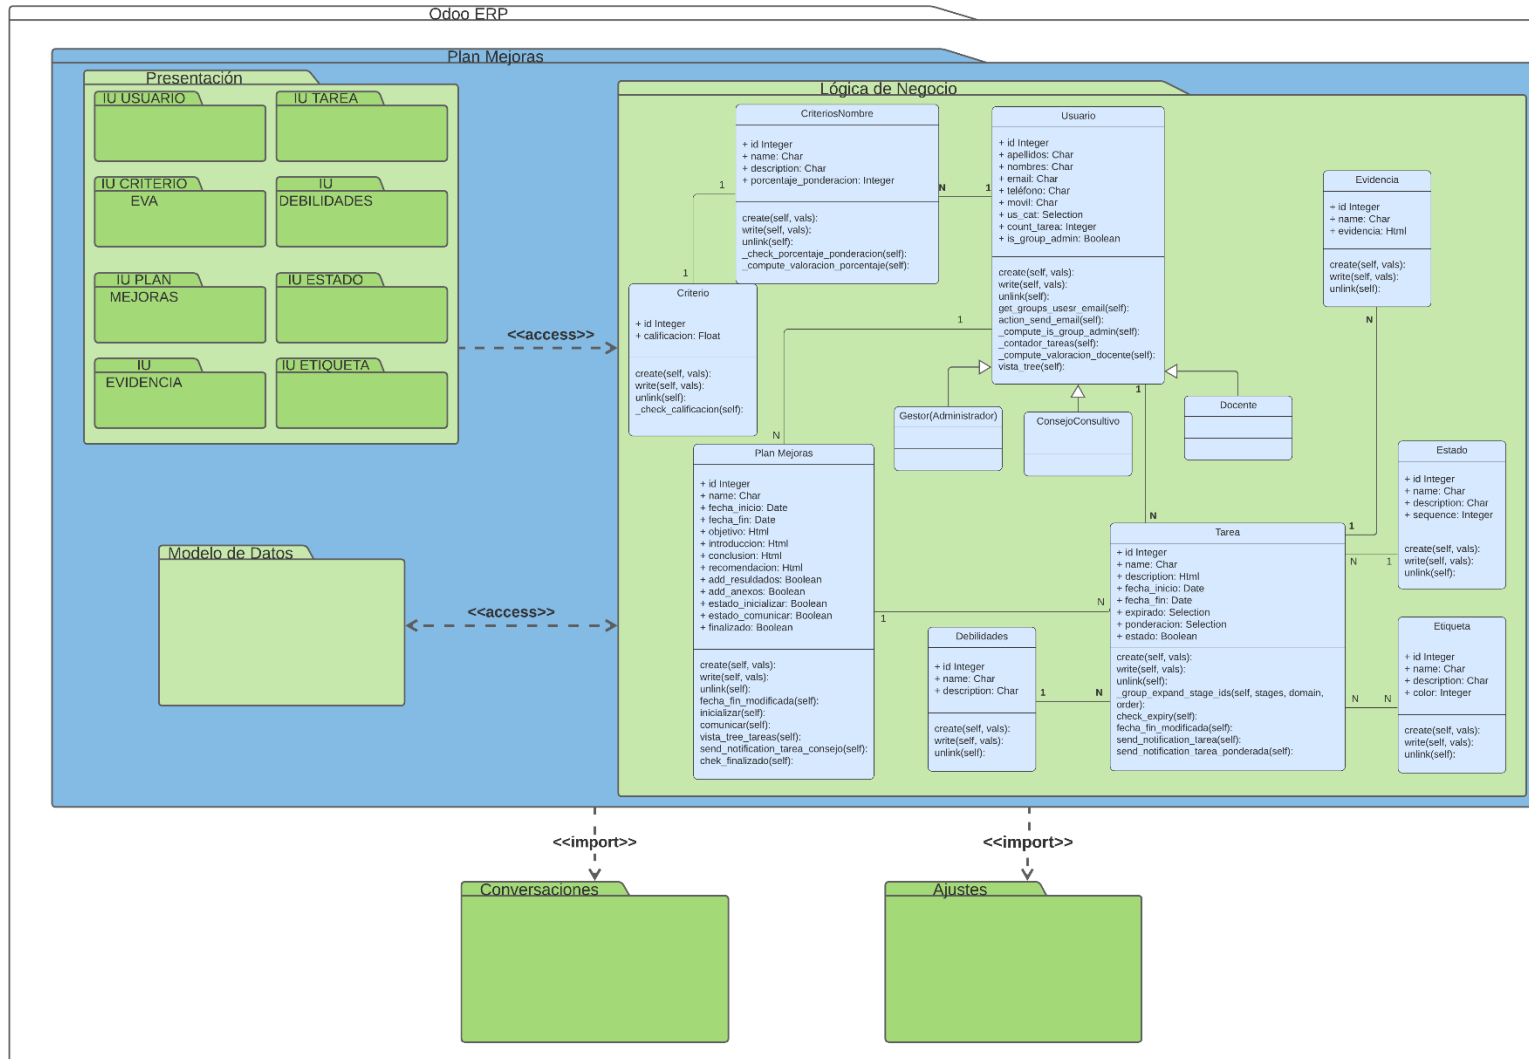 Odoo ERP
Plan Mejoras
Presentación
IU USUARIO
IU TAREA
IU CRITERIO
EVA
IU
DEBILIDADES
IU PLAN
MEJORAS
IU ESTADO
IU
EVIDENCIA
IU ETIQUETA
<<access>>
Modelo de Datos
<<access>>
Lógica de Negocio
CriteriosNombre
+ id Integer
+ name: Char
+ description: Char
+ porcentaje_ponderacion: Integer
create(self, vals):
write(self, vals):
unlink(self):
_check_porcentaje_ponderacion(self):
_compute_valoracion_porcentaje(self):
N
1
1
1
Usuario
+ id Integer
+ apellidos: Char
+ nombres: Char
+ email: Char
+ teléfono: Char
+ movil: Char
+ us_cat: Selection
+ count_tarea: Integer
+ is_group_admin: Boolean
create(self, vals):
write(self, vals):
unlink(self):
get_groups_usesr_email(self):
action_send_email(self):
_compute_is_group_admin(self):
_contador_tareas(self):
_compute_valoracion_docente(self):
vista_tree(self):
Evidencia
+ id Integer
+ name: Char
+ evidencia: Html
create(self, vals):
write(self, vals):
unlink(self):
N
Criterio
+ id Integer
+ calificacion: Float
create(self, vals):
write(self, vals):
unlink(self):
_check_calificacion(self):
1
N
1
Gestor(Administrador)
ConsejoConsultivo
Docente
Plan Mejoras
+ id Integer
+ name: Char
+ fecha_inicio: Date
+ fecha_fin: Date
+ objetivo: Html
+ introduccion: Html
+ conclusion: Html
+ recomendacion: Html
+ add_resuldados: Boolean
+ add_anexos: Boolean
+ estado_inicializar: Boolean
+ estado_comunicar: Boolean
+ finalizado: Boolean
create(self, vals):
write(self, vals):
unlink(self):
fecha_fin_modificada(self):
inicializar(self):
comunicar(self):
vista_tree_tareas(self):
send_notification_tarea_consejo(self):
chek_finalizado(self):
1
N
N
1
Tarea
+ id Integer
+ name: Char
+ description: Html
+ fecha_inicio: Date
+ fecha_fin: Date
+ expirado: Selection
+ ponderacion: Selection
+ estado: Boolean
create(self, vals):
write(self, vals):
unlink(self):
_group_expand_stage_ids(self, stages, domain,
order):
check_expiry(self):
fecha_fin_modificada(self):
send_notification_tarea(self):
send_notification_tarea_ponderada(self):
Estado
+ id Integer
+ name: Char
+ description: Char
+ sequence: Integer
create(self, vals):
write(self, vals):
unlink(self):
N
1
Debilidades
+ id Integer
+ name: Char
+ description: Char
create(self, vals):
write(self, vals):
unlink(self):
1
N
Etiqueta
+ id Integer
+ name: Char
+ description: Char
+ color: Integer
create(self, vals):
write(self, vals):
unlink(self):
N
N
<<import>>
<<import>>
Conversaciones
Ajustes